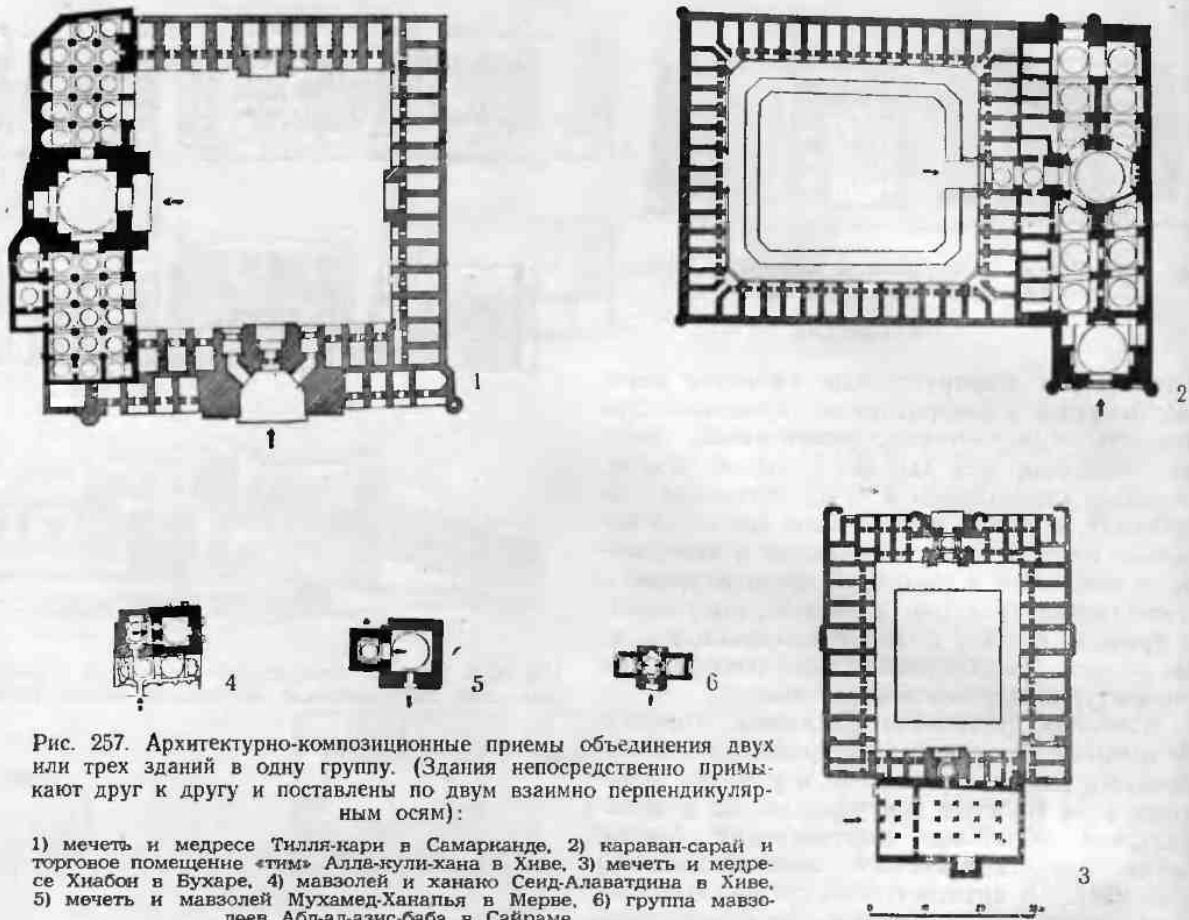 1
2
4
5
6
3
Рис. 257. Архитектурно-композиционные приемы объединения двух
или трех зданий в одну группу. (Здания непосредственно примы-
кают друг к другу и поставлены по двум взаимно перпендикуляр-
ным осям):
1) мечеть и медресе Тилля-кари в Самарканде, 2) караван-сарай и
торговое помещение «тим» Алла-кули-хана в Хиве, 3) мечеть и медре-
се Хиабон в Бухаре, 4) мавзолей и ханако Сеид-Алаватдина в Хиве,
5) мечеть и мавзолей Мухамед-Ханапья в Мерве, 6) группа мавзо-
леев Абд-ал-азис-баба в Сайраме
0